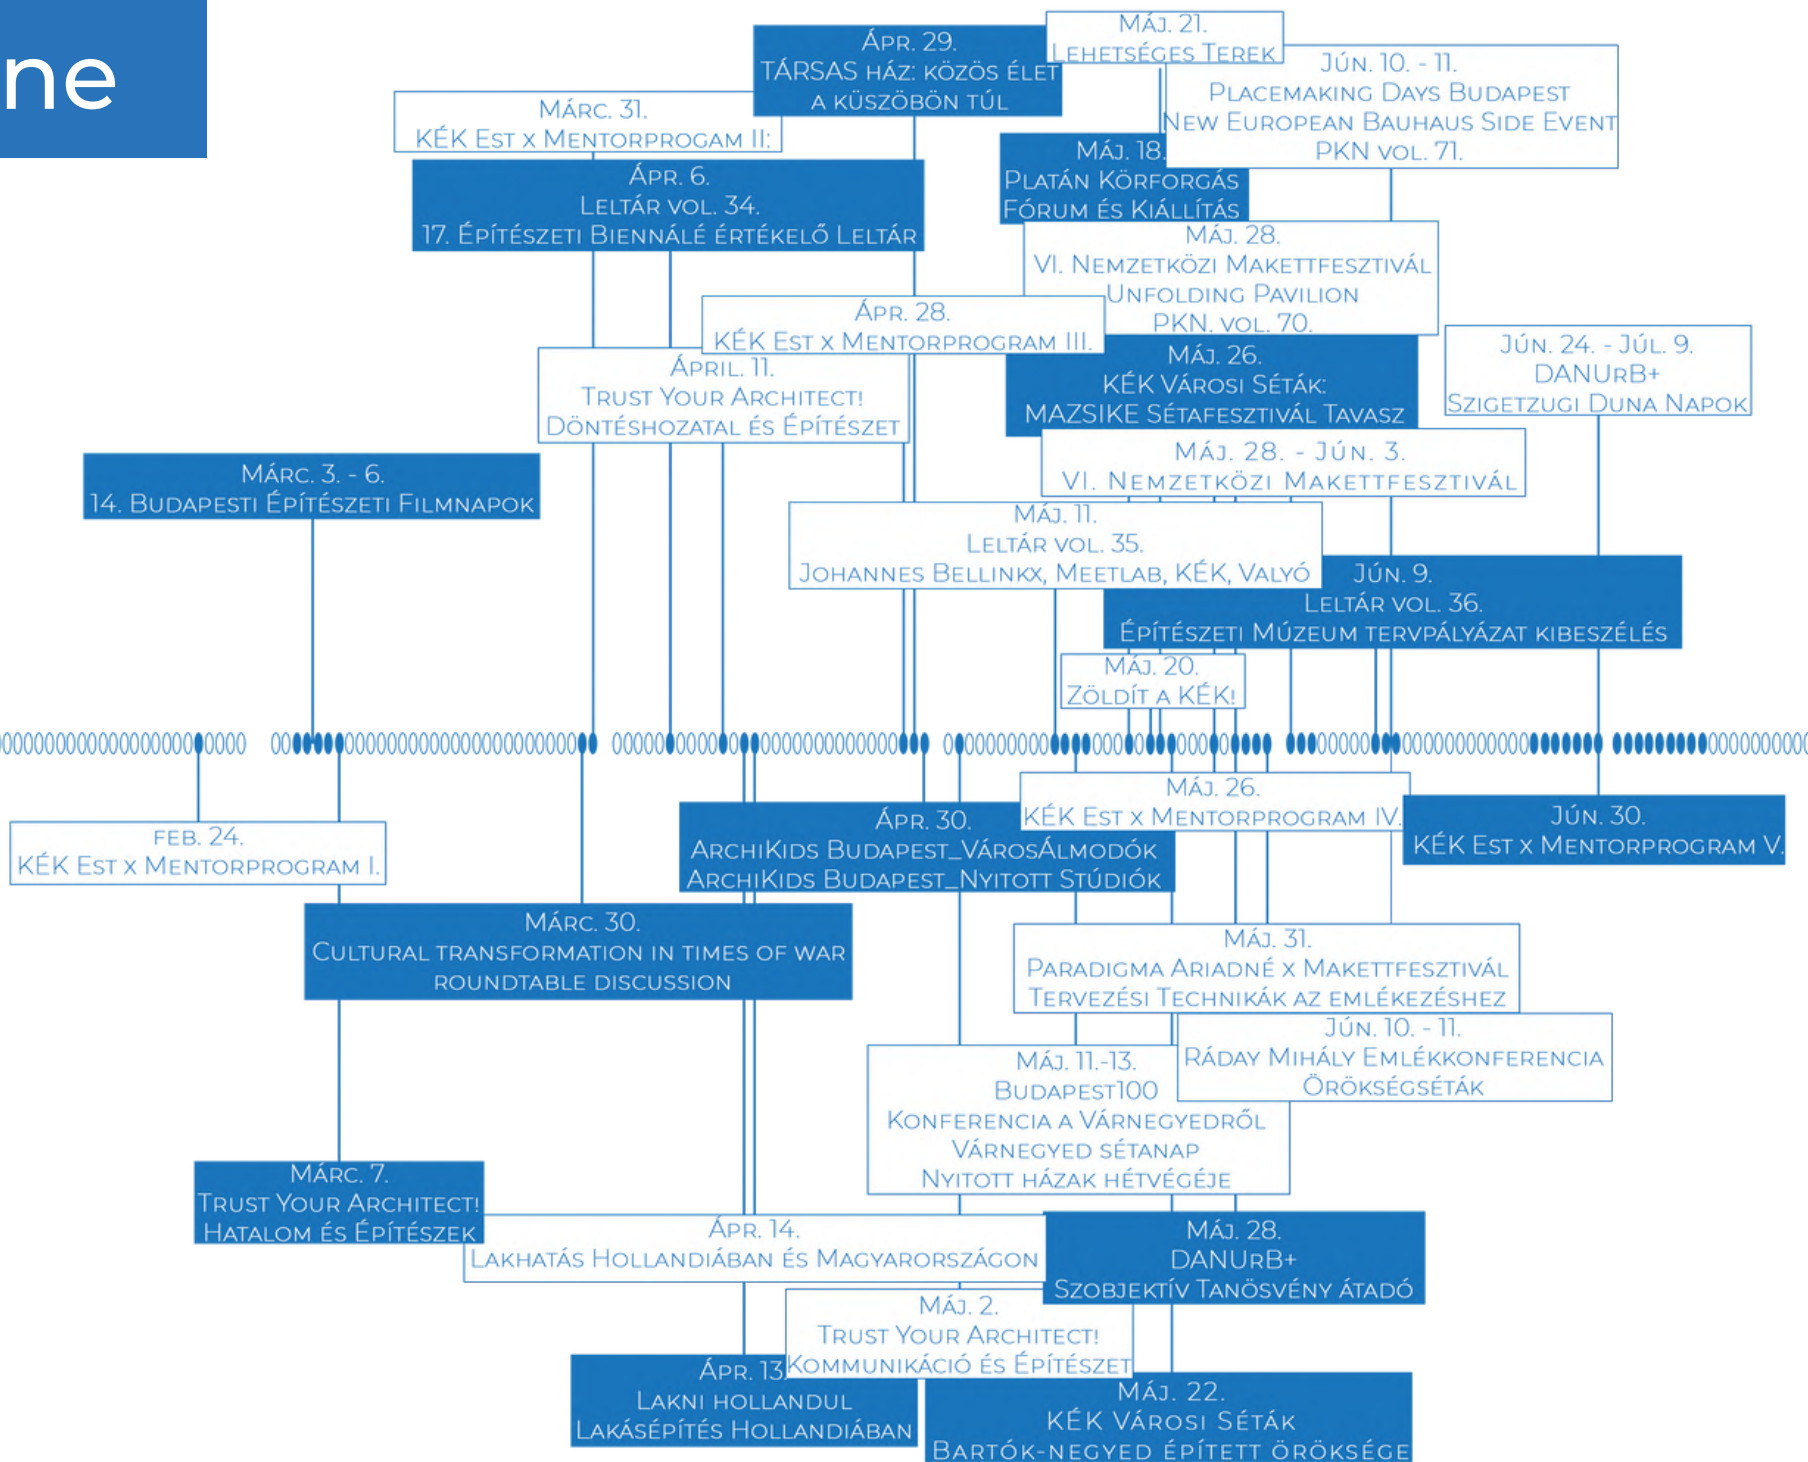 ne
Ápr. 29.
TÁRSAS ház: közös élet
a küszöbön túl
Máj. 21.
Lehetséges Terek
Jún. 10. - 11.
Placemaking Days Budapest
New European Bauhaus Side Event
PKN vol. 71.
Márc. 31.
KÉK Est x Mentorprogam II:
Ápr. 6.
Leltár vol. 34.
17. Építészeti Biennálé értékelő Leltár
Máj. 18.
Platán Körforgás
Fórum és Kiállítás
Máj. 28.
VI. Nemzetközi Makettfesztivál
Unfolding Pavilion
PKN. vol. 70.
Ápr. 28.
KÉK Est x Mentorprogram III.
Április. 11.
Trust Your Architect!
Döntéshozatal és Építészet
Máj. 26.
KÉK Városi Séták:
MAZSIKE Sétafesztivál Tavasz
Jún. 24. - Júl. 9.
DANUrB+
Szigetzugi Duna Napok
Máj. 28. - Jún. 3.
VI. Nemzetközi Makettfesztivál
Márc. 3. - 6.
14. Budapesti Építészeti Filmnapok
Máj. 11.
Leltár vol. 35.
Johannes Bellinkx, Meetlab, KÉK, Valyó
Jún. 9.
Leltár vol. 36.
Építészeti Múzeum tervpályázat kibeszélés
Máj. 20.
Zöldít a KÉK!
feb. 24.
KÉK Est x Mentorprogram I.
Ápr. 30.
ArchiKids Budapest_VárosÁlmodók
ArchiKids Budapest_Nyitott Stúdiók
Máj. 26.
KÉK Est x Mentorprogram IV.
Jún. 30.
KÉK Est x Mentorprogram V.
Márc. 30.
Cultural transformation in times of war
roundtable discussion
Máj. 31.
Paradigma Ariadné x Makettfesztivál
Tervezési Technikák az emlékezéshez
Jún. 10. - 11.
Ráday Mihály Emlékkonferencia
Örökségséták
Máj. 11.-13.
Budapest100
Konferencia a Várnegyedről
Várnegyed sétanap
Nyitott házak hétvégéje
Márc. 7.
Trust Your Architect!
Hatalom és Építészek
Ápr. 14.
Lakhatás Hollandiában és Magyarországon
Máj. 28.
DANUrB+
Szobjektív Tanösvény átadó
Máj. 2.
Trust Your Architect!
Kommunikáció és Építészet
Ápr. 13.
Lakni hollandul
Lakásépítés Hollandiában
Máj. 22.
KÉK Városi Séták
Bartók-negyed épített öröksége